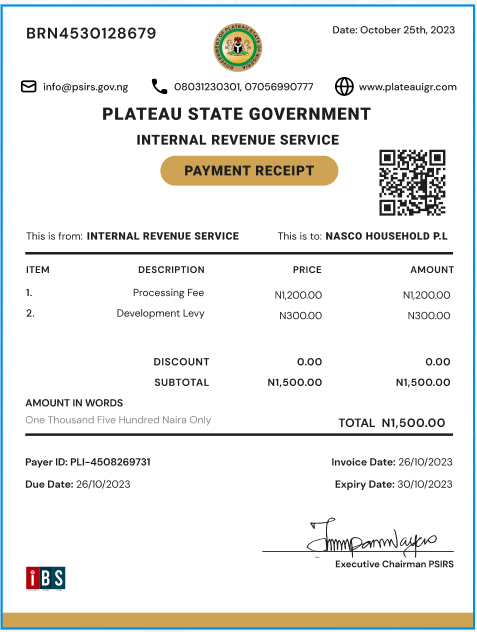 BRN4530128679
Date: October 25th, 2023
info@psirs.gov.ng 08031230301, 07056990777 www.plateauigr.com
PLATEAU STATE GOVERNMENT
INTERNAL REVENUE SERVICE
PAYMENT RECEIPT
This is from: INTERNAL REVENUE SERVICE This is to: NASCO HOUSEHOLD P.L
ITEM DESCRIPTION PRICE AMOUNT
1. Processing Fee N1,200.00 N1,200.00
2. Development Levy N300.00 N300.00
DISCOUNT 0.00 0.00
SUBTOTAL N1,500.00 N1,500.00
AMOUNT IN WORDS
One Thousand Five Hundred Naira Only
TOTAL N1,500.00
Payer ID: PLI-4508269731 Invoice Date: 26/10/2023
Due Date: 26/10/2023 Expiry Date: 30/10/2023
Executive Chairman PSIRS
iBS